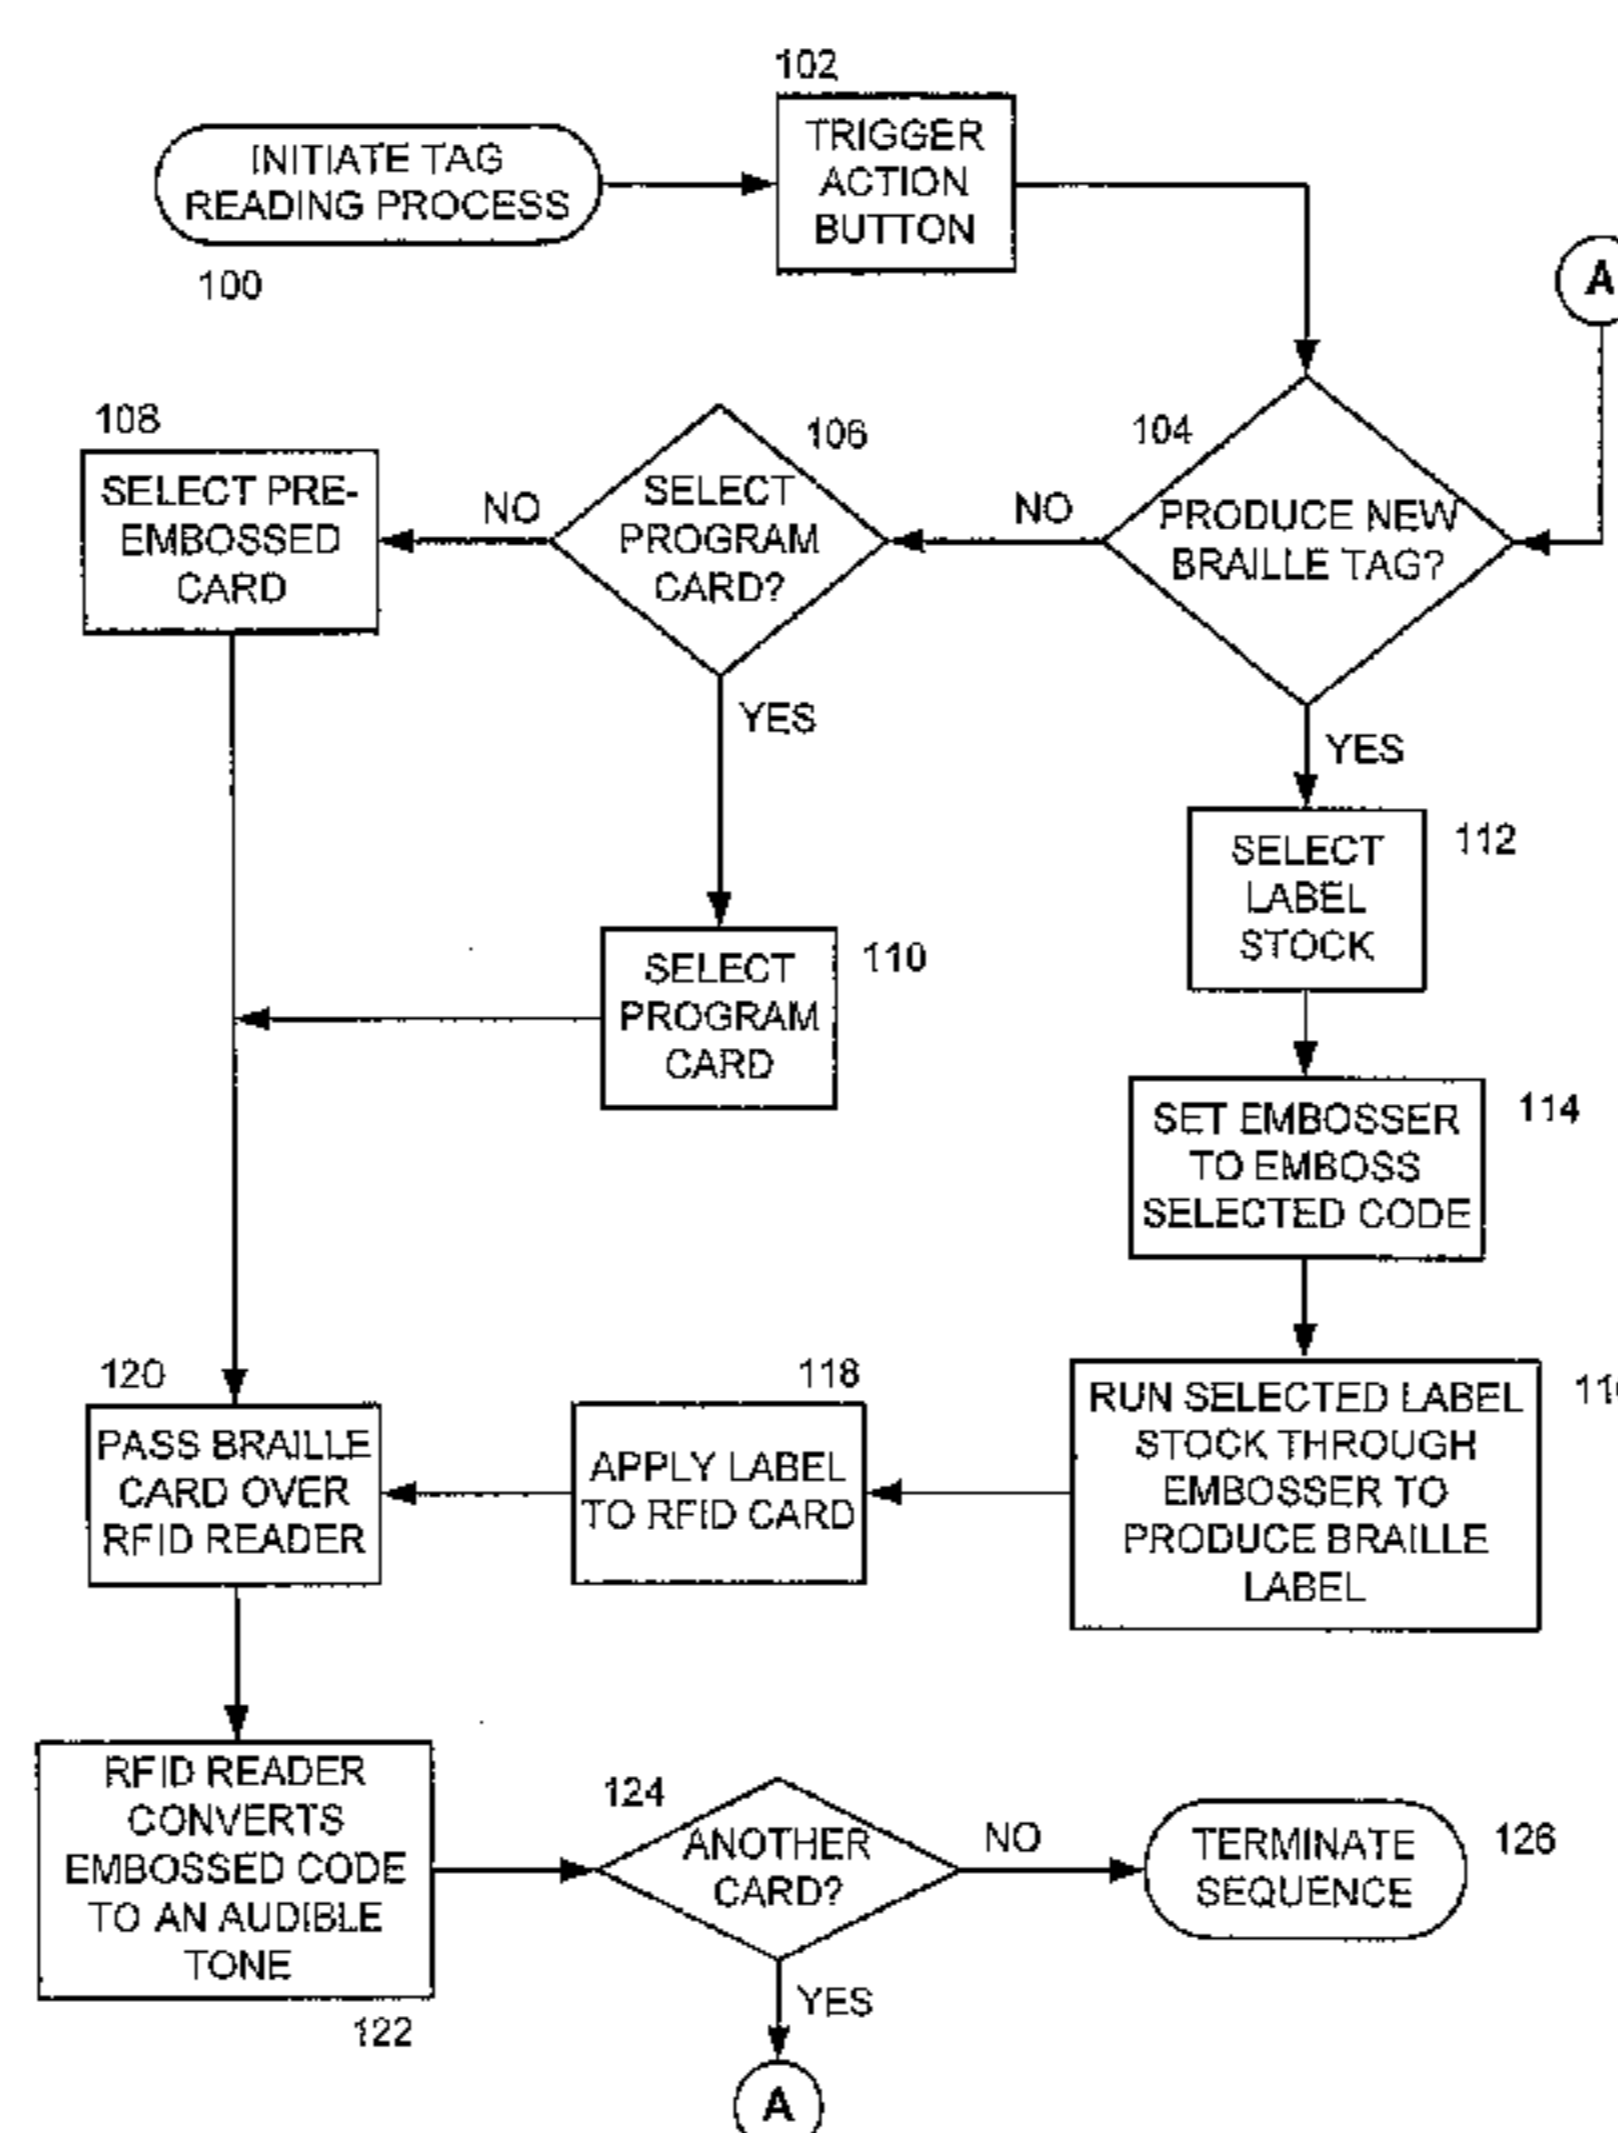 102
TRIGGER
ACTION
BUTTON
INITIATE TAG
READING PROCESS
100
A
108
SELECT PRE-
EMBOSSED
CARD
NO
106
SELECT
PROGRAM
CARD?
NO
104
PRODUCE NEW
BRAILLE TAG?
YES
YES
112
SELECT
LABEL
STOCK
110
SELECT
PROGRAM
CARD
114
SET EMBOSSER
TO EMBOSS
SELECTED CODE
120
PASS BRAILLE
CARD OVER
RFID READER
118
APPLY LABEL
TO RFID CARD
RUN SELECTED LABEL
STOCK THROUGH
EMBOSSER TO
PRODUCE BRAILLE
LABEL
RFID READER
CONVERTS
EMBOSSED CODE
TO AN AUDIBLE
TONE
122
124
ANOTHER
CARD?
NO
TERMINATE
SEQUENCE
126
YES
A